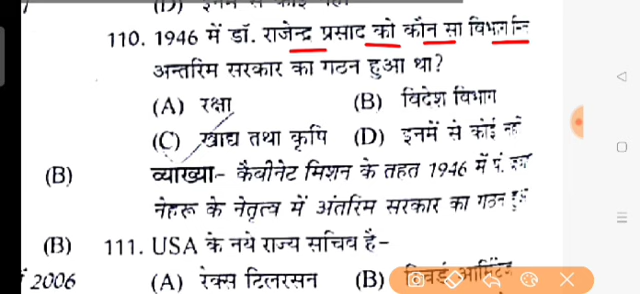 110. 1946 में डॉ. राजेन्द्र प्रसाद को कौन सा विभाग
अन्तरिम सरकार का गठन हुआ था?
(A) रक्षा (B) विदेश विभाग
(C) खाद्य तथा कृषि (D) इनमें से कोई नहीं
(B) व्याख्या- कैबीनेट मिशन के तहत 1946 में पं.
नेहरू के नेतृत्व में अंतरिम सरकार का गठन
(B) 111. USA के नये राज्य सचिव है-
2006 (A) रेक्स टिलरसन (B)